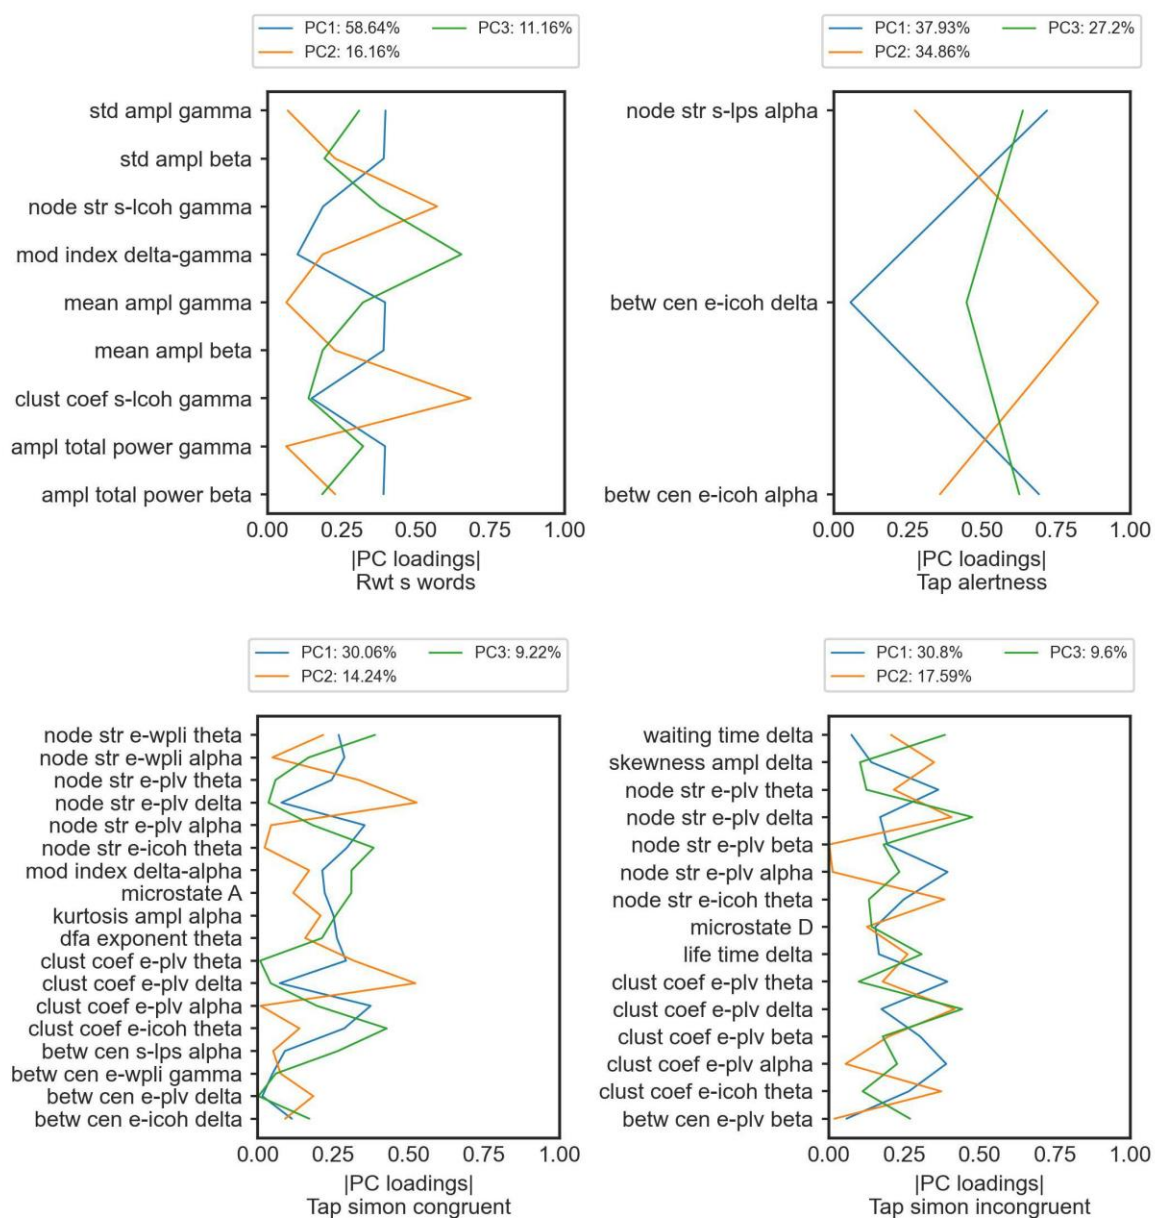 PC1: 58.64% PC3: 11.16%
PC2: 16.16%
std ampl gamma
std ampl beta
node str s-lcoh gamma
mod index delta-gamma
mean ampl gamma
mean ampl beta
clust coef s-lcoh gamma
ampl total power gamma
ampl total power beta
0.00 0.25 0.50 0.75 1.00
|PC loadings|
Rwt s words
PC1: 37.93% PC3: 27.2%
PC2: 34.86%
node str s-lps alpha
betw cen e-icoh delta
betw cen e-icoh alpha
0.00 0.25 0.50 0.75 1.00
|PC loadings|
Tap alertness
PC1: 30.06% PC3: 9.22%
PC2: 14.24%
node str e-wpli theta
node str e-wpli alpha
node str e-plv theta
node str e-plv delta
node str e-plv alpha
node str e-icoh theta
mod index delta-alpha
microstate A
kurtosis ampl alpha
dfa exponent theta
clust coef e-plv theta
clust coef e-plv delta
clust coef e-plv alpha
clust coef e-icoh theta
betw cen s-lps alpha
betw cen e-wpli gamma
betw cen e-plv delta
betw cen e-icoh delta
0.00 0.25 0.50 0.75 1.00
|PC loadings|
Tap simon congruent
PC1: 30.8% PC3: 9.6%
PC2: 17.59%
waiting time delta
skewness ampl delta
node str e-plv theta
node str e-plv delta
node str e-plv beta
node str e-plv alpha
node str e-icoh theta
microstate D
life time delta
clust coef e-plv theta
clust coef e-plv delta
clust coef e-plv beta
clust coef e-plv alpha
clust coef e-icoh theta
betw cen e-plv beta
0.00 0.25 0.50 0.75 1.00
|PC loadings|
Tap simon incongruent